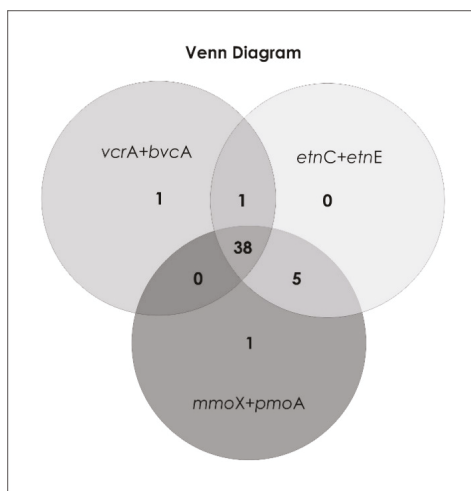 Venn Diagram
vcrA+bvcA
etnC+etnE
1
1
0
38
0
5
1
mmoX+pmoA